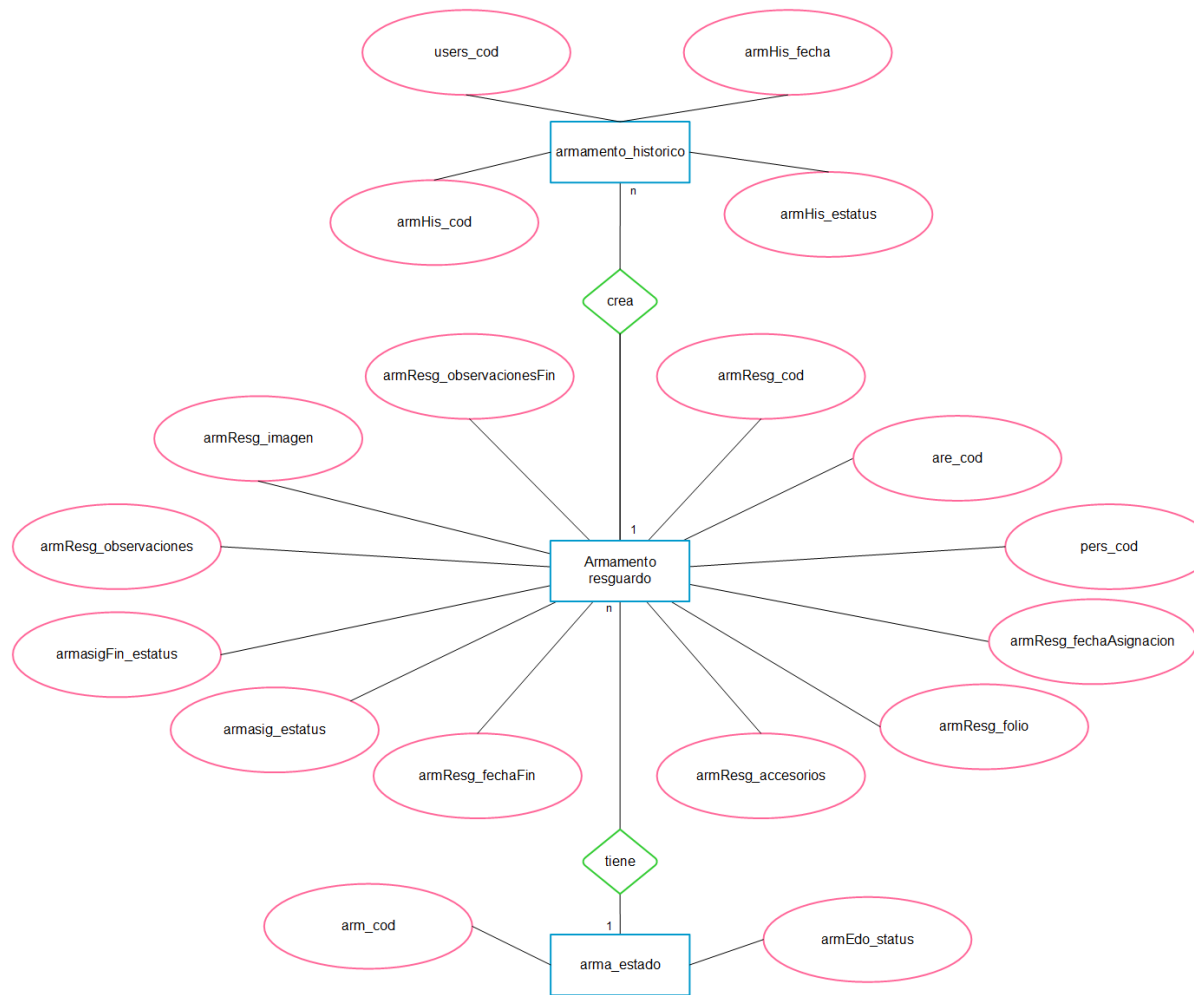 users_cod
armHis_fecha
armamento_historico
n
armHis_cod
armHis_estatus
crea
armResg_observacionesFin
armResg_cod
armResg_imagen
are_cod
1
armResg_observaciones
Armamento
resguardo
pers_cod
n
armasigFin_estatus
armResg_fechaAsignacion
armasig_estatus
armResg_folio
armResg_fechaFin
armResg_accesorios
tiene
arm_cod
1
armEdo_status
arma_estado